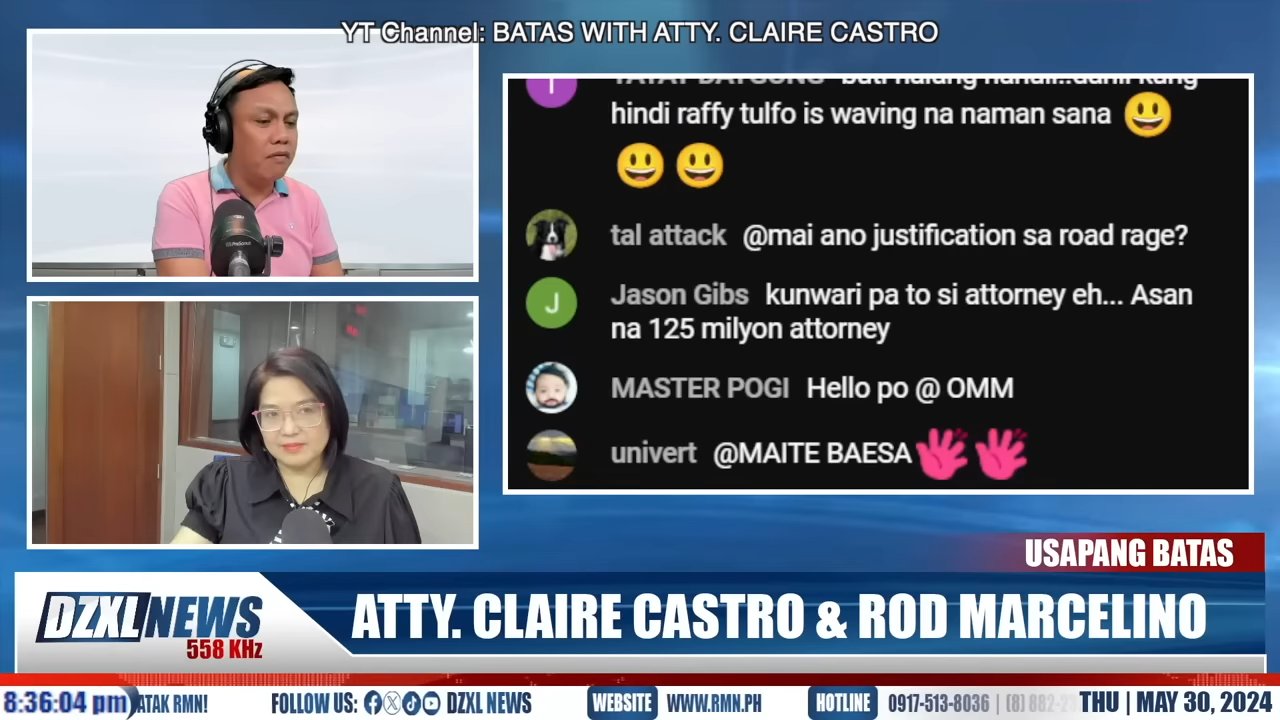 YT Channel: BATAS WITH ATTY. CLAIRE CASTRO
hindi raffy tulfo is waving na naman sana
tal attack @mai ano justification sa road rage?
Jason Gibs kunwari pa to si attorney eh... Asan
na 125 milyon attorney
MASTER POGI Hello po @ OMM
univert @MAITE BAESA
USAPANG BATAS
DZXL NEWS
558 KHz
ATTY. CLAIRE CASTRO & ROD MARCELINO
8:36:04 pm ATAK RMN! FOLLOW US: DZXL NEWS WEBSITE WWW.RMN.PH HOTLINE 0917-513-8036 | (8) 882-23 THU | MAY 30, 2024